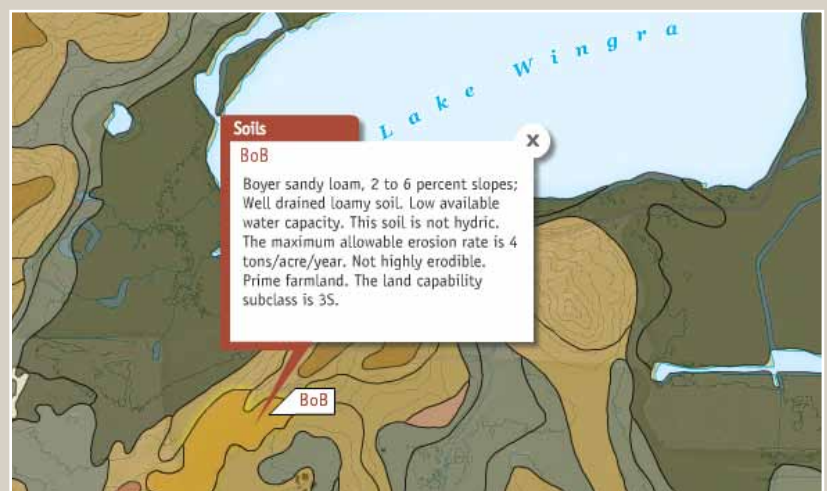 Lake Wingra
Soils
x
BoB
Boyer sandy loam, 2 to 6 percent slopes;
Well drained loamy soil. Low available
water capacity. This soil is not hydric.
The maximum allowable erosion rate is 4
tons/acre/year. Not highly erodible.
Prime farmland. The land capability
subclass is 3S.
BoB